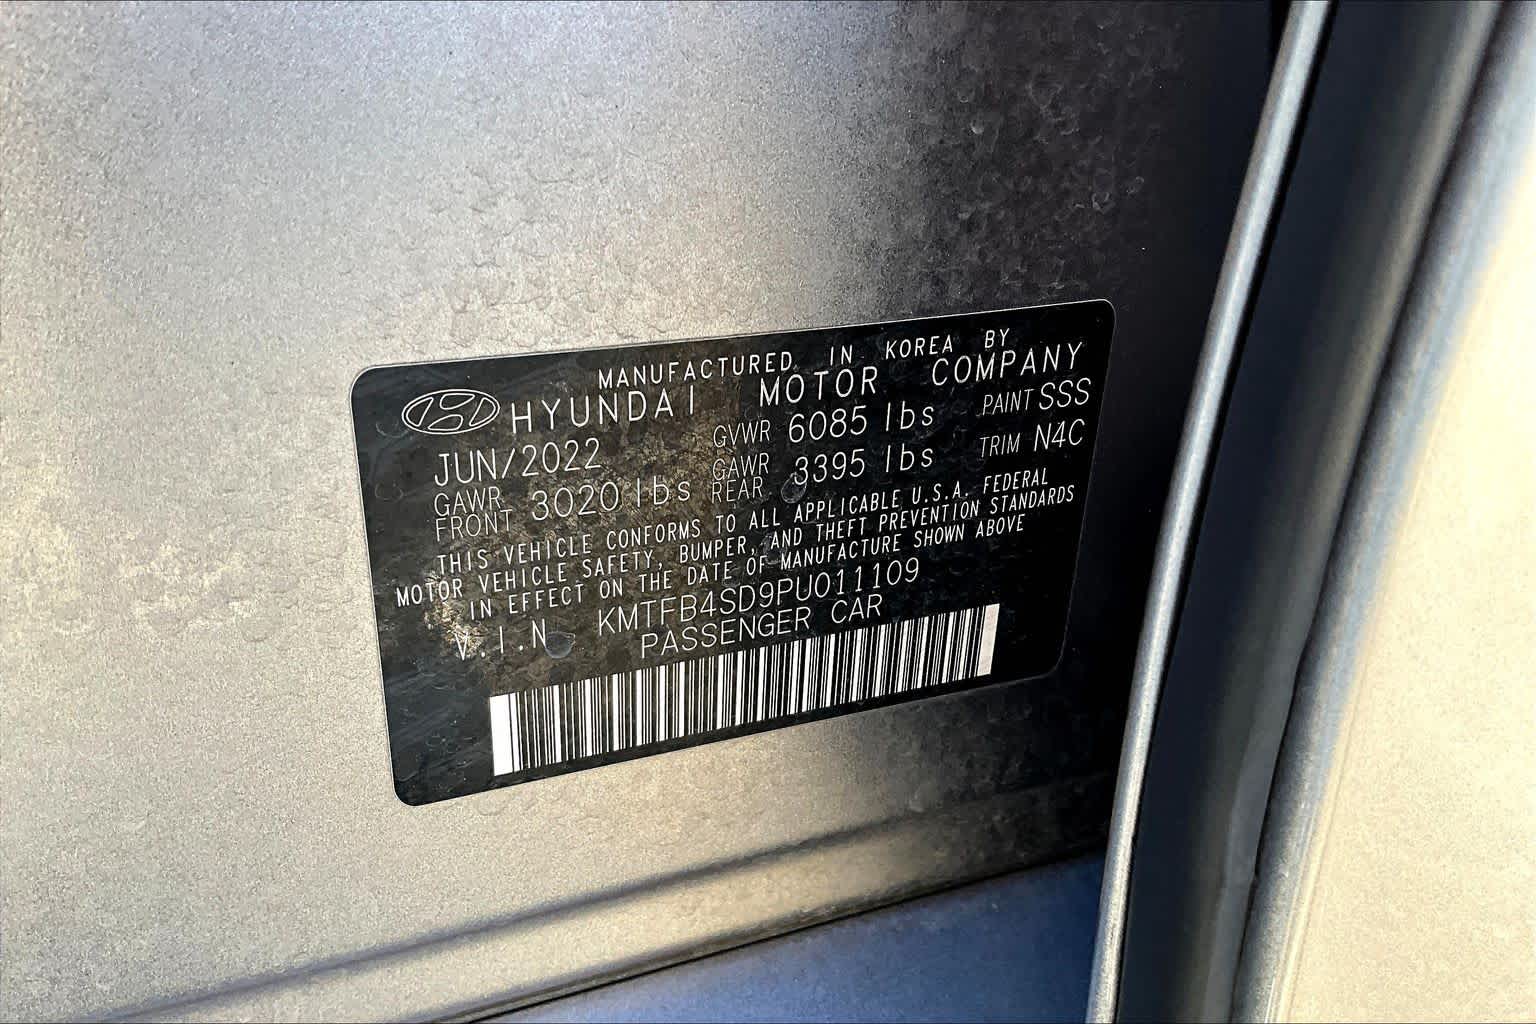 MANUFACTURED IN KOREA BY
HYUNDAI MOTOR COMPANY
JUN/2022 GVWR 6085 lbs PAINT SSS
GAWR FRONT 3020 lbs GAWR REAR 3395 lbs TRIM N4C
THIS VEHICLE CONFORMS TO ALL APPLICABLE U.S.A. FEDERAL
MOTOR VEHICLE SAFETY, BUMPER, AND THEFT PREVENTION STANDARDS
IN EFFECT ON THE DATE OF MANUFACTURE SHOWN ABOVE
V.I.N KMTFB4SD9PU011109
PASSENGER CAR